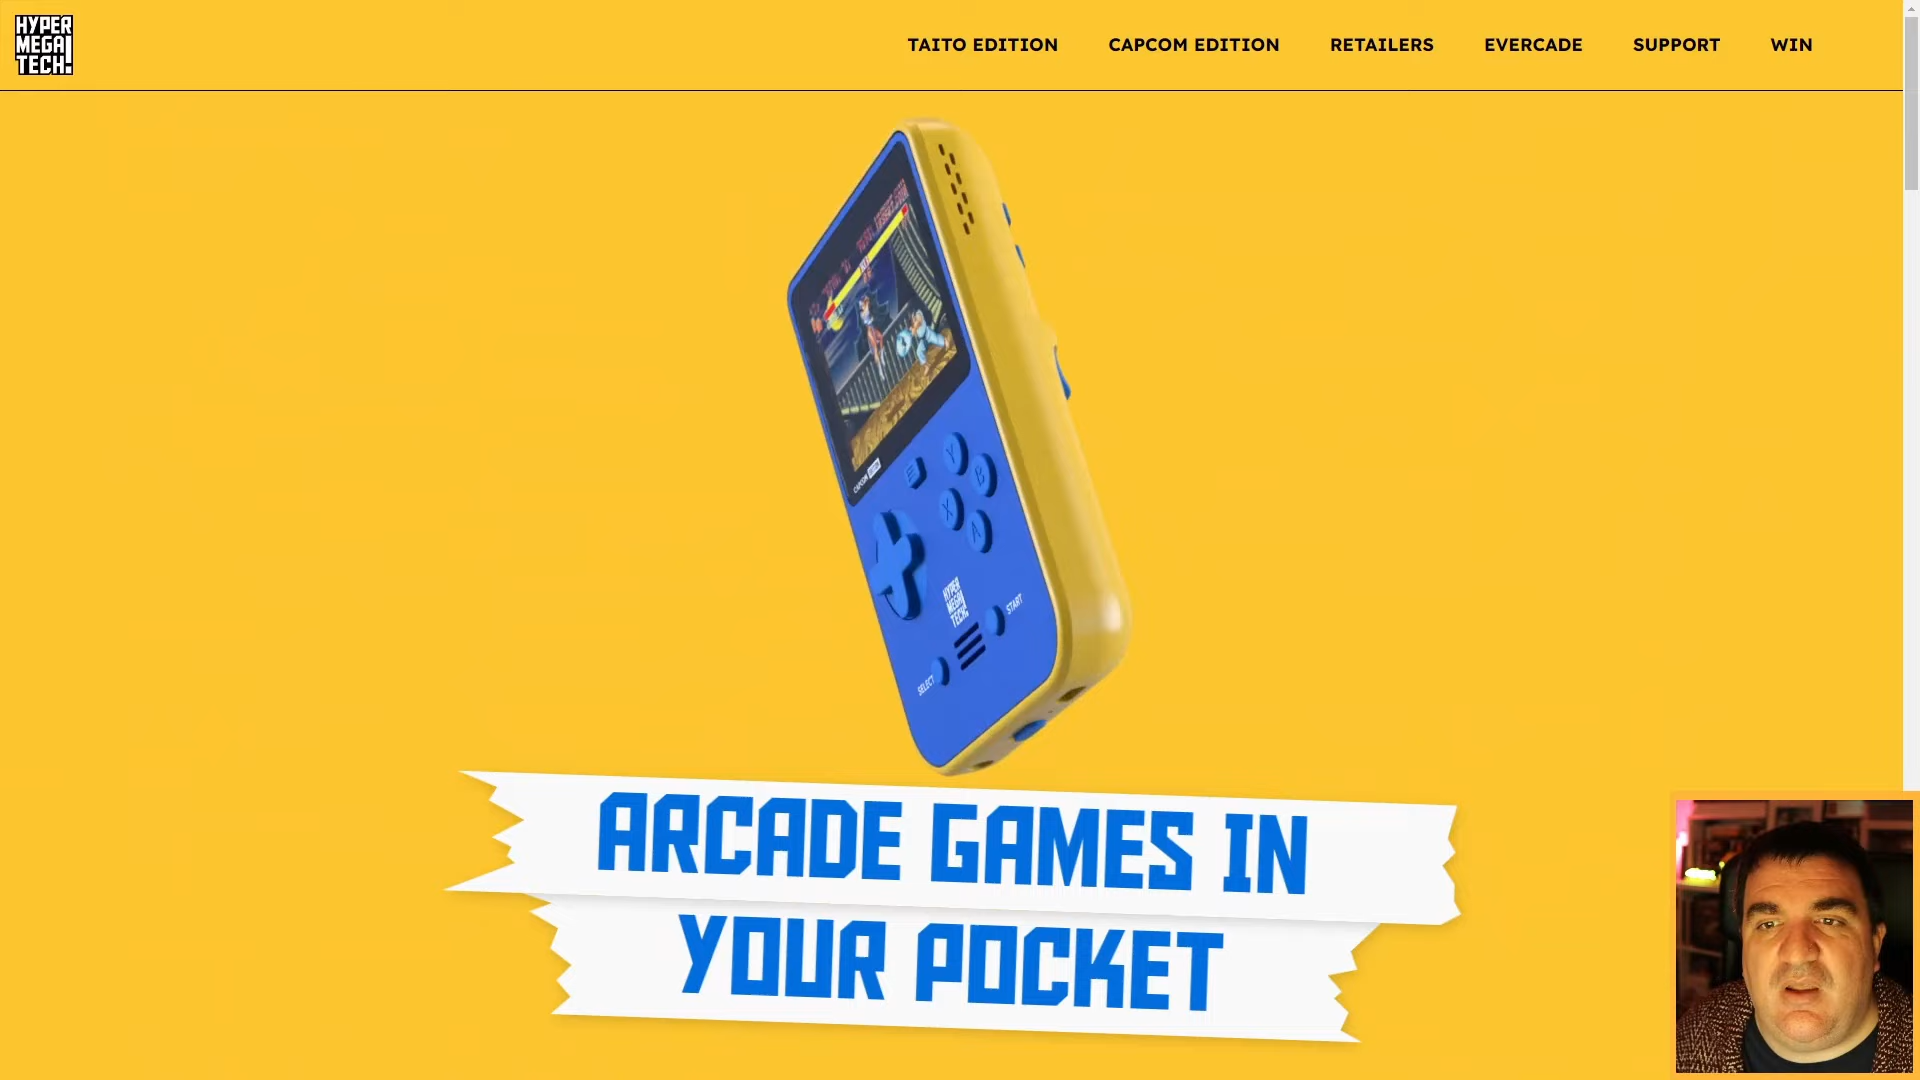 HYPER
MEGA
TECH!
TAITO EDITION
CAPCOM EDITION
RETAILERS
EVERCADE
SUPPORT
WIN
CAPCOM
Y
B
X
A
HYPER
MEGA
TECH!
START
SELECT
ARCADE GAMES IN
YOUR POCKET